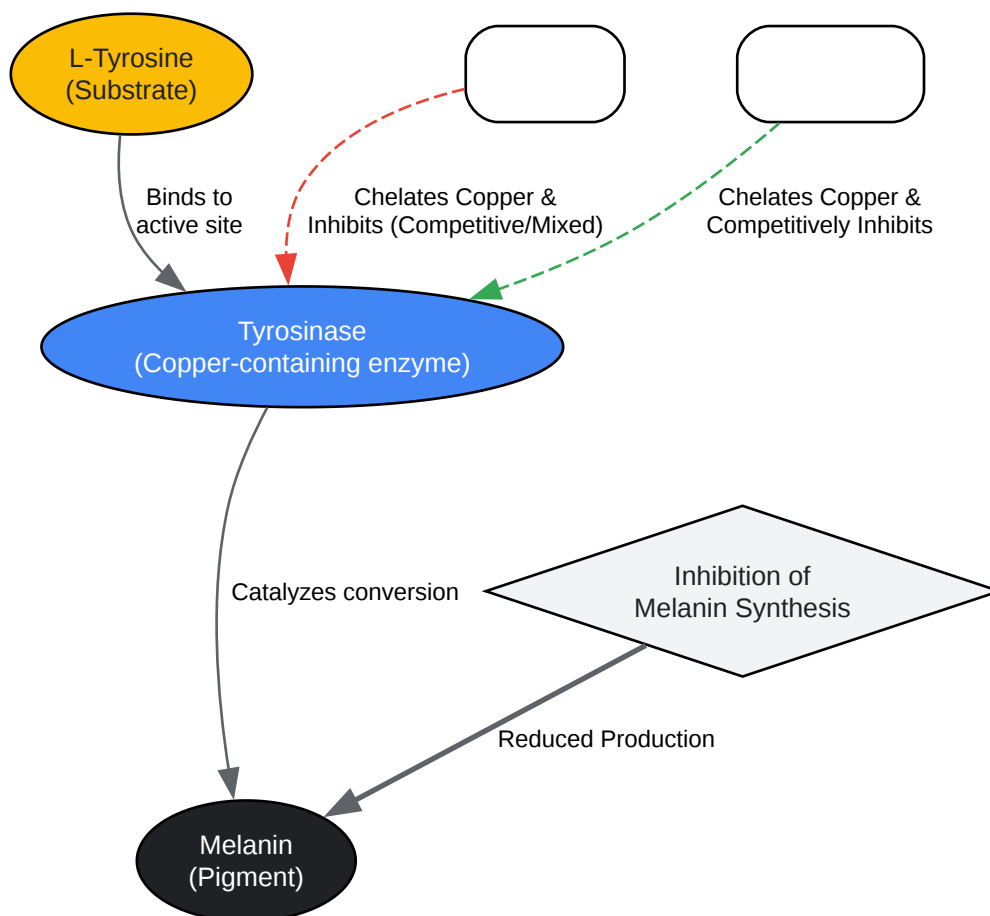 L-Tyrosine
(Substrate)
Binds to
active site
Chelates Copper &
Inhibits (Competitive/Mixed)
Chelates Copper &
Competitively Inhibits
Tyrosinase
(Copper-containing enzyme)
Catalyzes conversion
Inhibition of
Melanin Synthesis
Reduced Production
Melanin
(Pigment)